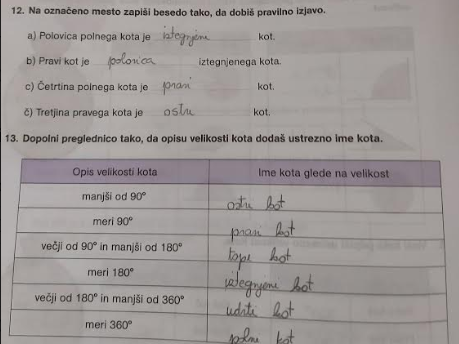 12. Na označeno mesto zapiši besedo tako, da dobiš pravilno izjavo.
a) Polovica polnega kota je iztegnjene kot.
b) Pravi kot je polovica iztegnjenega kota.
c) Četrtina polnega kota je pravi kot.
č) Tretjina pravega kota je ostri kot.
13. Dopolni preglednico tako, da opisu velikosti kota dodaš ustrezno ime kota.
Opis velikosti kota Ime kota glede na velikost
manjši od 90° ostri kot
meri 90° pravi kot
večji od 90° in manjši od 180° topi kot
meri 180° iztegnjene kot
večji od 180° in manjši od 360° udrti kot
meri 360° polni kot